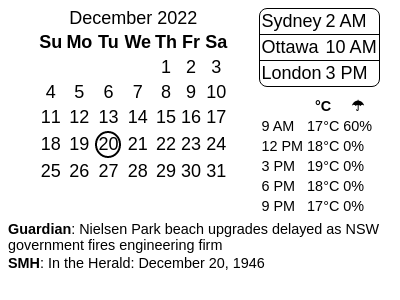 December 2022
Su Mo Tu We Th Fr Sa
1 2 3
4 5 6 7 8 9 10
11 12 13 14 15 16 17
18 19 20 21 22 23 24
25 26 27 28 29 30 31
Sydney 2 AM
Ottawa 10 AM
London 3 PM
°C ☂
9 AM 17°C 60%
12 PM 18°C 0%
3 PM 19°C 0%
6 PM 18°C 0%
9 PM 17°C 0%
Guardian: Nielsen Park beach upgrades delayed as NSW
government fires engineering firm
SMH: In the Herald: December 20, 1946